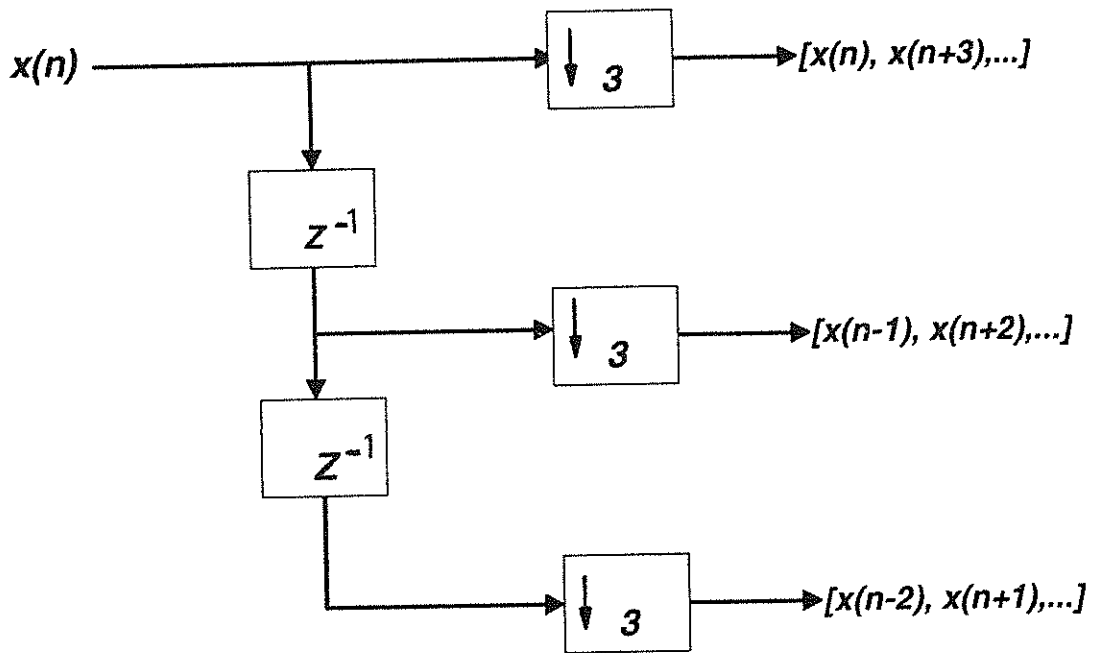 x(n)
↓ 3
[x(n), x(n+3),...]
z⁻¹
↓ 3
[x(n-1), x(n+2),...]
z⁻¹
↓ 3
[x(n-2), x(n+1),...]